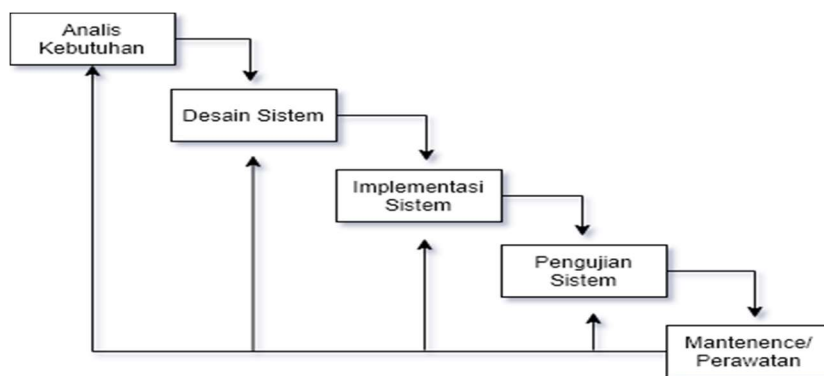 Analis
Kebutuhan
Desain Sistem
Implementasi
Sistem
Pengujian
Sistem
Mantenence/
Perawatan